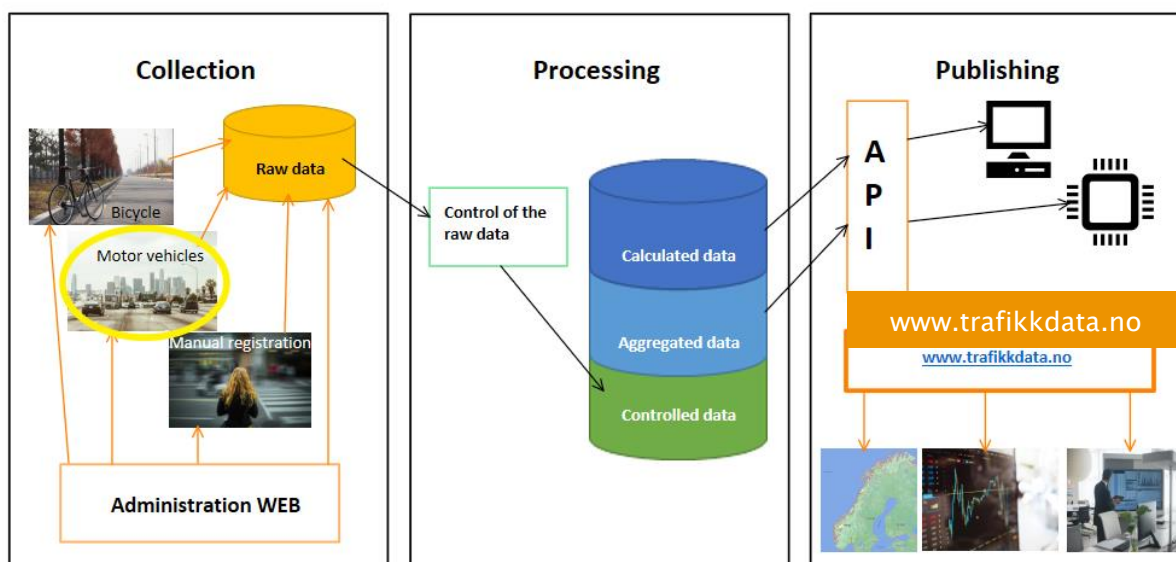 Collection
Raw data
Bicycle
Motor vehicles
Manual registration
Administration WEB
Processing
Control of the
raw data
Calculated data
Aggregated data
Controlled data
Publishing
A
P
I
www.trafikkdata.no
www.trafikkdata.no